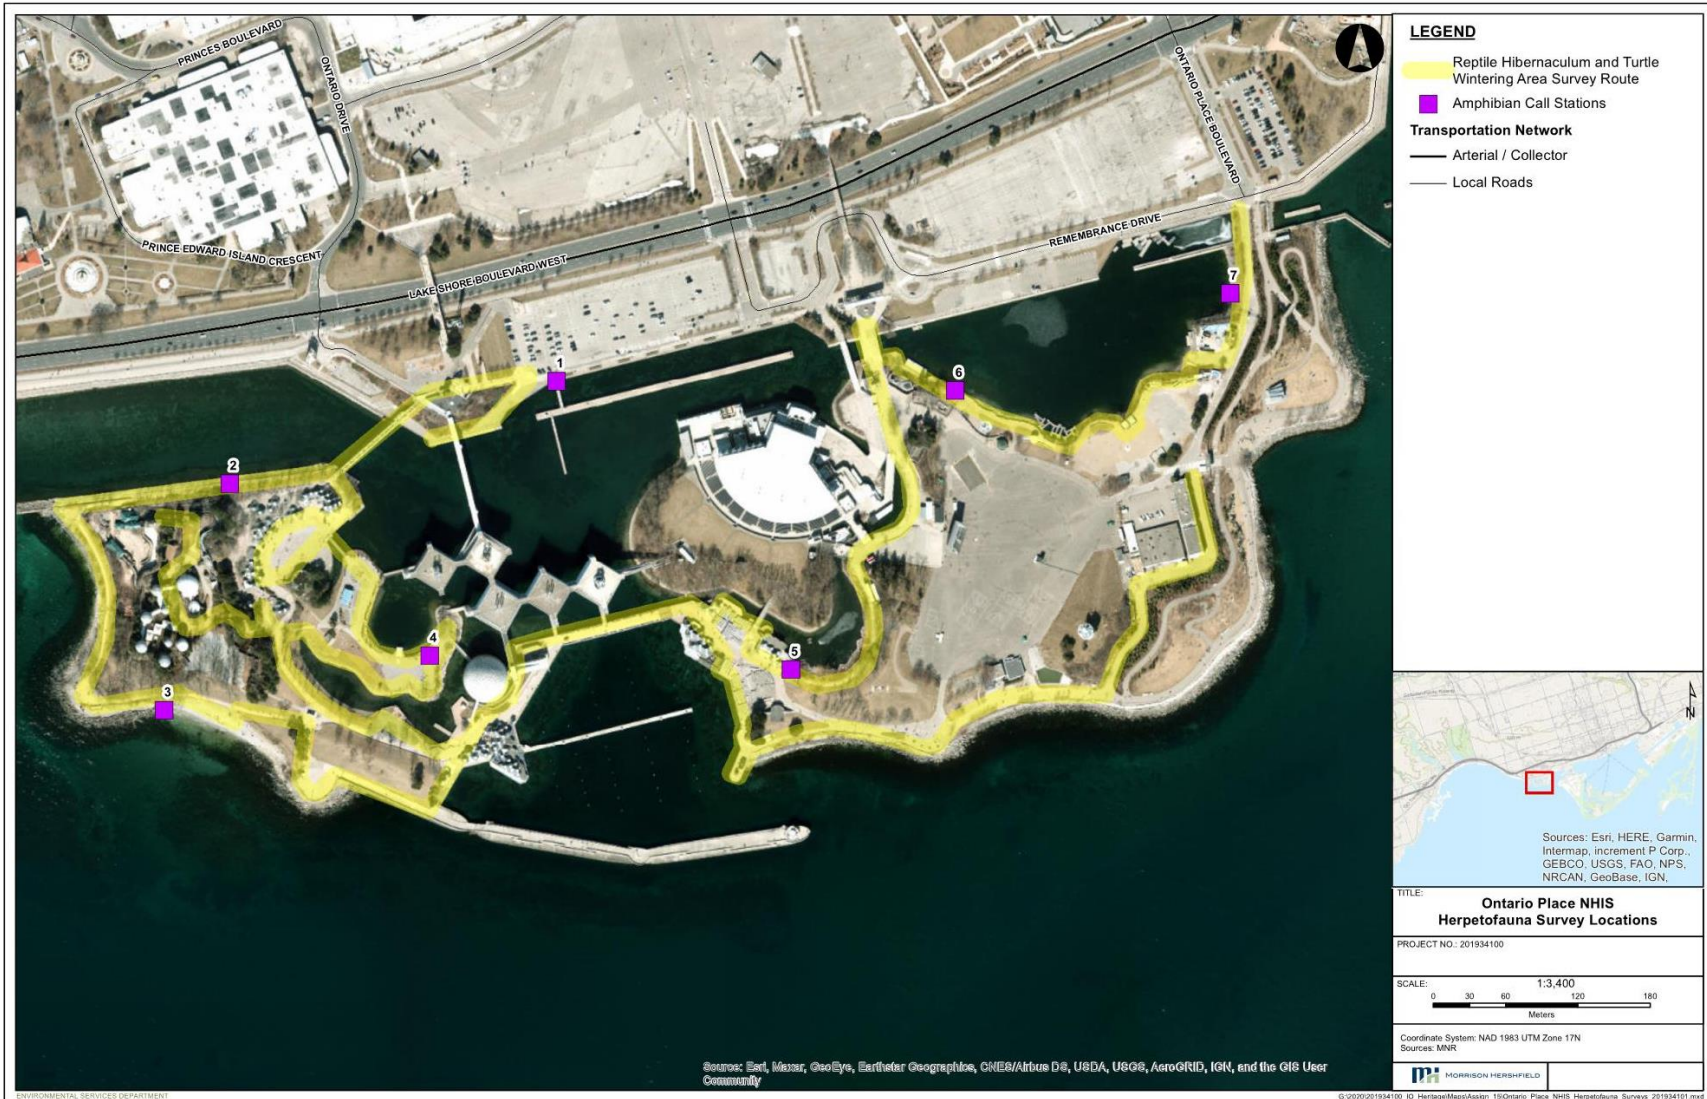 PRINCES BOULEVARD
ONTARIO DRIVE
PRINCE EDWARD ISLAND CRESCENT
LAKE SHORE BOULEVARD WEST
ONTARIO PLACE BOULEVARD
REMEMBRANCE DRIVE
1
2
3
4
5
6
7
Source: Esri, Maxar, GeoEye, Earthstar Geographics, CNES/Airbus DS, USDA, USGS, AeroGRID, IGN, and the GIS User
Community
LEGEND
Reptile Hibernaculum and Turtle
Wintering Area Survey Route
Amphibian Call Stations
Transportation Network
Arterial / Collector
Local Roads
N
Sources: Esri, HERE, Garmin,
Intermap, increment P Corp.,
GEBCO, USGS, FAO, NPS,
NRCAN, GeoBase, IGN,
TITLE:
Ontario Place NHIS
Herpetofauna Survey Locations
PROJECT NO.: 201934100
SCALE:
1:3,400
0 30 60 120 180
Meters
Coordinate System: NAD 1983 UTM Zone 17N
Sources: MNR
MORRISON HERSHFIELD
ENVIRONMENTAL SERVICES DEPARTMENT